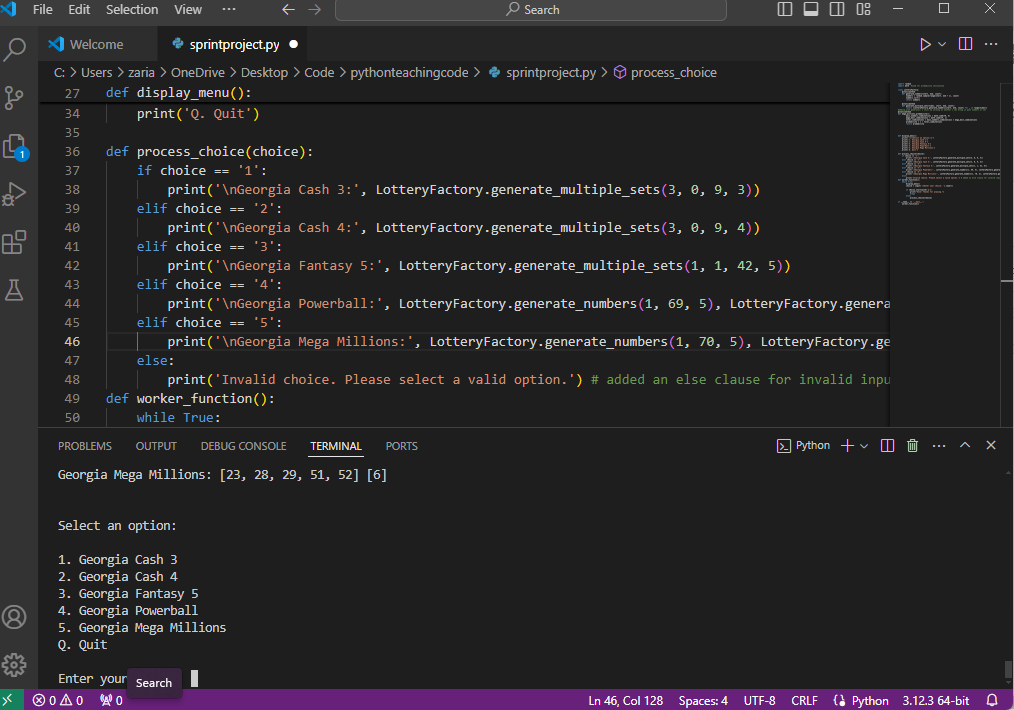 File Edit Selection View ··· Search
Welcome sprintproject.py
C: > Users > zaria > OneDrive > Desktop > Code > pythonteachingcode > sprintproject.py > process_choice
27 def display_menu():
34 print('Q. Quit')
35
36 def process_choice(choice):
37 if choice == '1':
38 print('\nGeorgia Cash 3:', LotteryFactory.generate_multiple_sets(3, 0, 9, 3))
39 elif choice == '2':
40 print('\nGeorgia Cash 4:', LotteryFactory.generate_multiple_sets(3, 0, 9, 4))
41 elif choice == '3':
42 print('\nGeorgia Fantasy 5:', LotteryFactory.generate_multiple_sets(1, 1, 42, 5))
43 elif choice == '4':
44 print('\nGeorgia Powerball:', LotteryFactory.generate_numbers(1, 69, 5), LotteryFactory.genera
45 elif choice == '5':
46 print('\nGeorgia Mega Millions:', LotteryFactory.generate_numbers(1, 70, 5), LotteryFactory.ge
47 else:
48 print('Invalid choice. Please select a valid option.') # added an else clause for invalid inpu
49 def worker_function():
50 while True:
1
PROBLEMS OUTPUT DEBUG CONSOLE TERMINAL PORTS Python
Georgia Mega Millions: [23, 28, 29, 51, 52] [6]
Select an option:
1. Georgia Cash 3
2. Georgia Cash 4
3. Georgia Fantasy 5
4. Georgia Powerball
5. Georgia Mega Millions
Q. Quit
Enter your
Search
0 0 0 Ln 46, Col 128 Spaces: 4 UTF-8 CRLF Python 3.12.3 64-bit